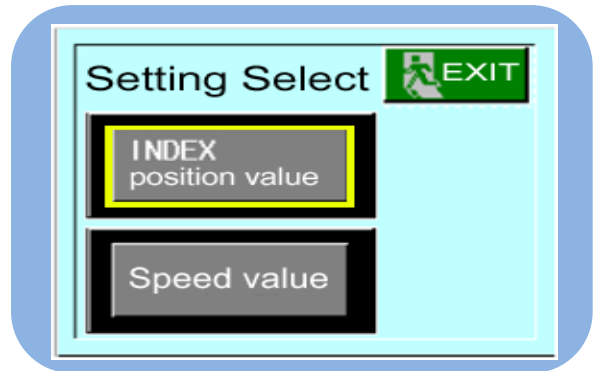 Setting Select
EXIT
INDEX
position value
Speed value